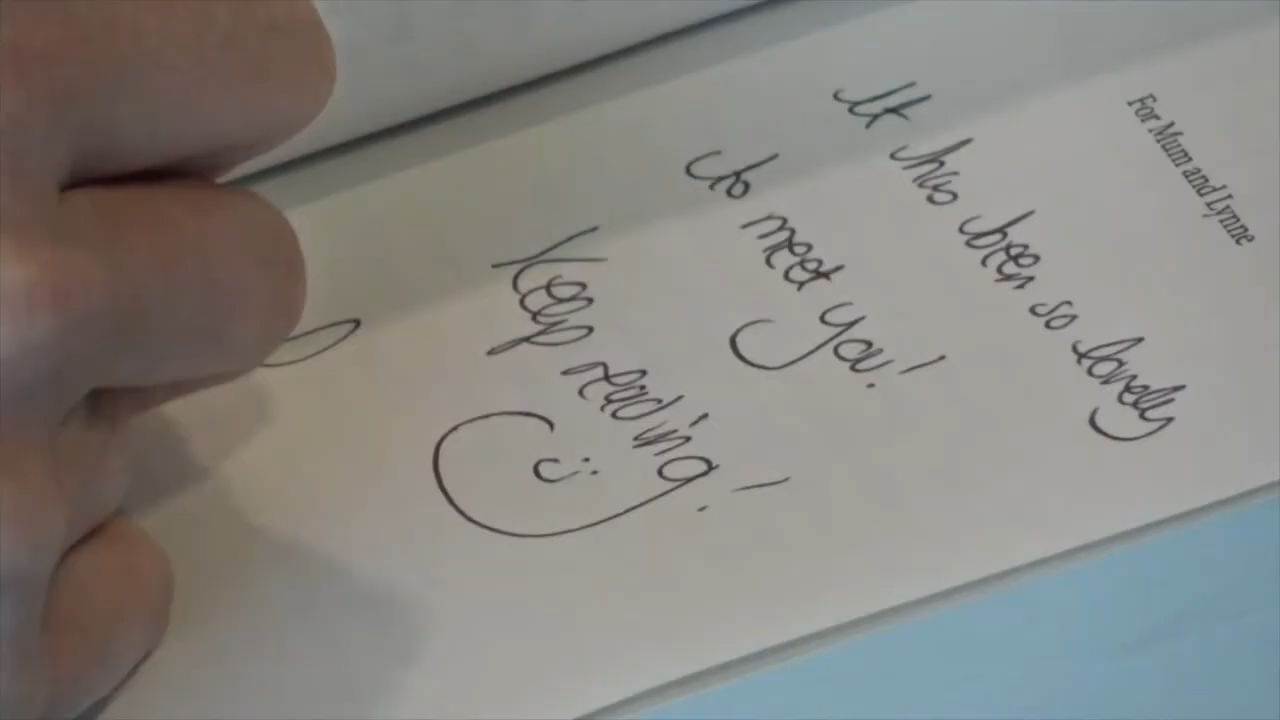 For Mum and Lynne
It has been so lovely
to meet you!
Keep reading!